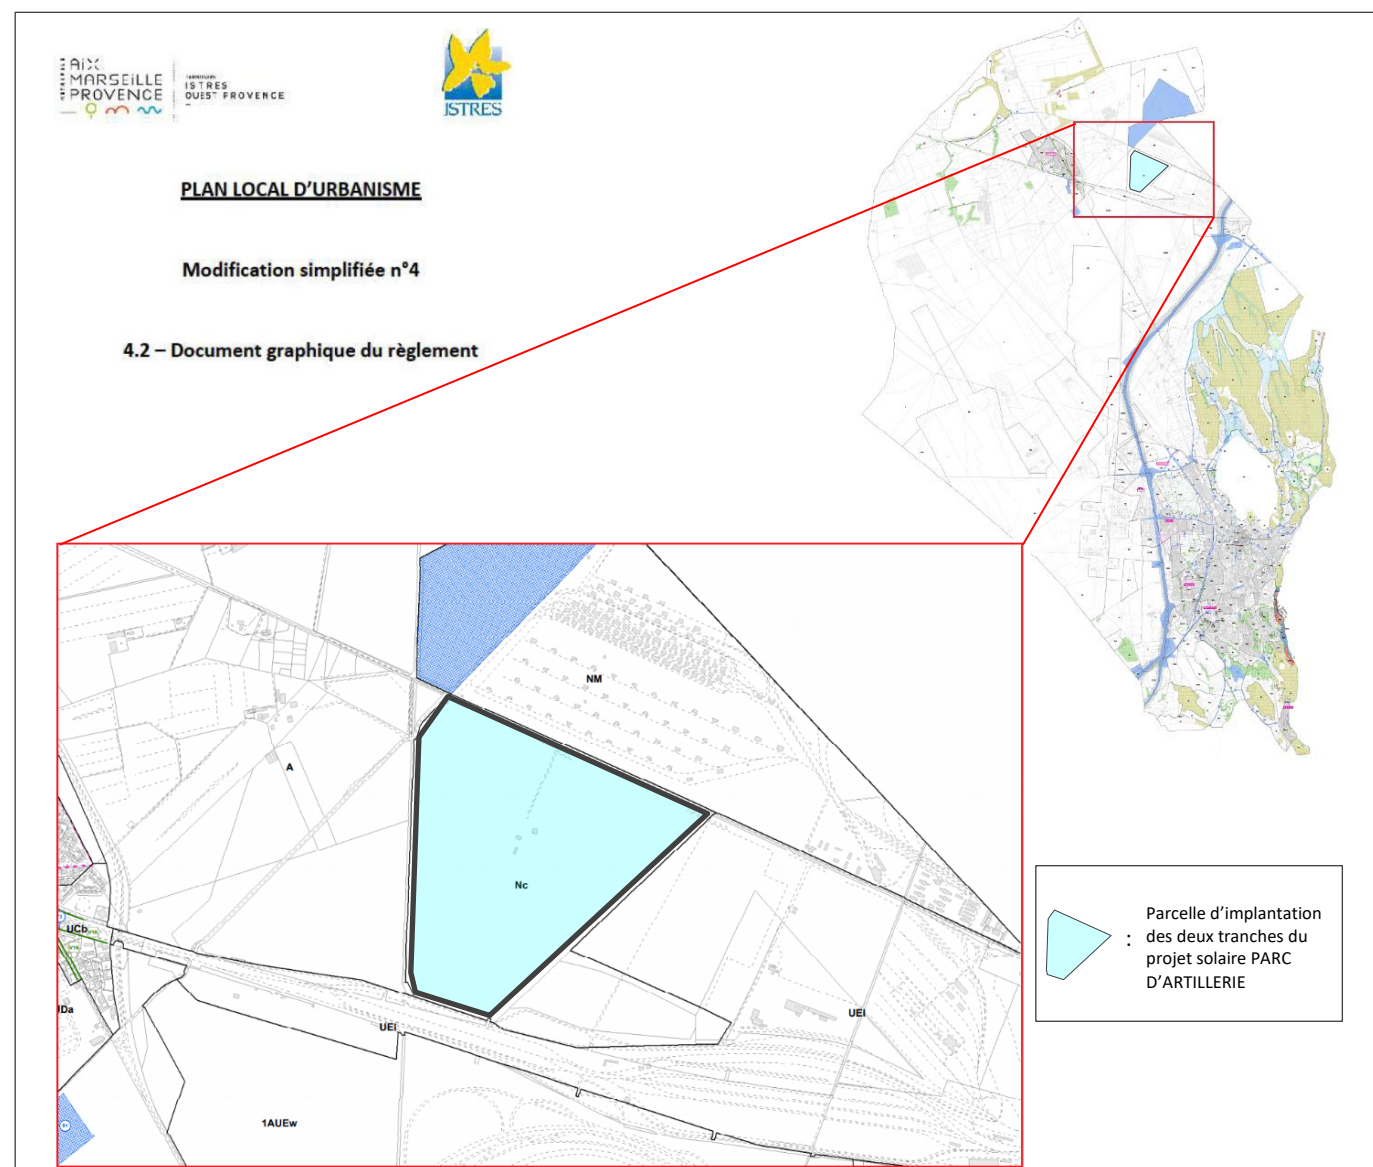 AiX
MARSEILLE
PROVENCE
ISTRES
OUEST PROVENCE
ISTRES
PLAN LOCAL D'URBANISME
Modification simplifiée n°4
4.2 – Document graphique du règlement
NM
A
Nc
UCb
UEI
UEI
1AUEw
: Parcelle d'implantation
des deux tranches du
projet solaire PARC
D'ARTILLERIE